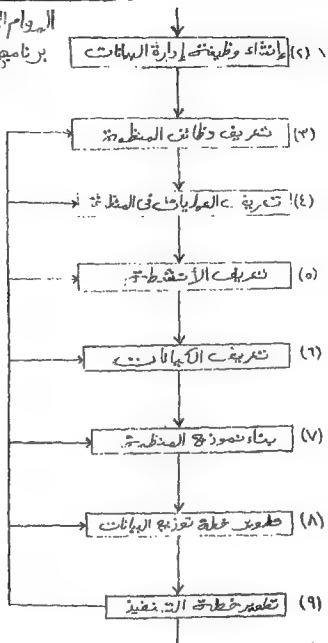 برنامج
(٢) إنشاء وظيفة إدارة البيانات
(٣) تعريف وظائف المنظمة
(٤) تعريف العمليات في المنظمة
(٥) تعريف الأنشطة
(٦) تعريف الكيانات
(٧) بناء نموذج المنظمة
(٨) تطوير خطة توزيع البيانات
(٩) تطوير خطة التنفيذ